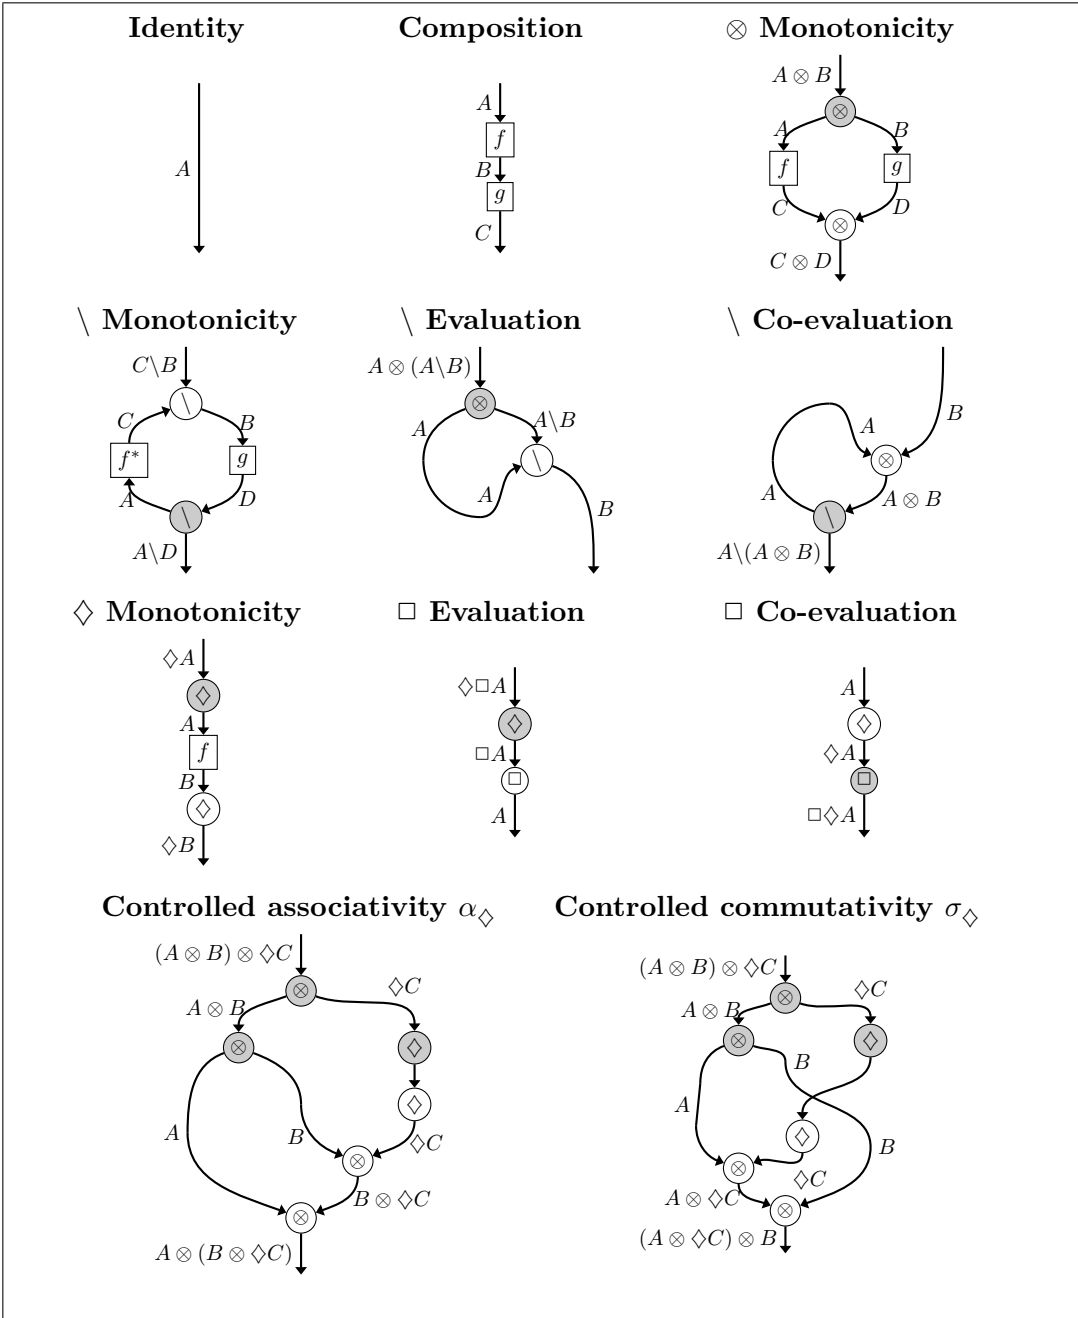 Identity Composition ⊗ Monotonicity
A
A
f
B
g
C
A ⊗ B
⊗
A B
f g
C D
⊗
C ⊗ D
\ Monotonicity \ Evaluation \ Co-evaluation
C\B
\
C B
f* g
A D
\
A\D
A ⊗ (A\B)
⊗
A A\B
\
A
B
B
A
⊗
A A ⊗ B
\
A\(A ⊗ B)
◇ Monotonicity □ Evaluation □ Co-evaluation
◇A
◇
A
f
B
◇
◇B
◇□A
◇
□A
□
A
A
◇
◇A
□
□◇A
Controlled associativity α◇ Controlled commutativity σ◇
(A ⊗ B) ⊗ ◇C
⊗
◇C
A ⊗ B
⊗ ◇
◇
A B
◇C
⊗
B ⊗ ◇C
⊗
A ⊗ (B ⊗ ◇C)
(A ⊗ B) ⊗ ◇C
⊗
◇C
A ⊗ B
⊗ ◇
B
A
◇
B
⊗
◇C
A ⊗ ◇C
⊗
(A ⊗ ◇C) ⊗ B